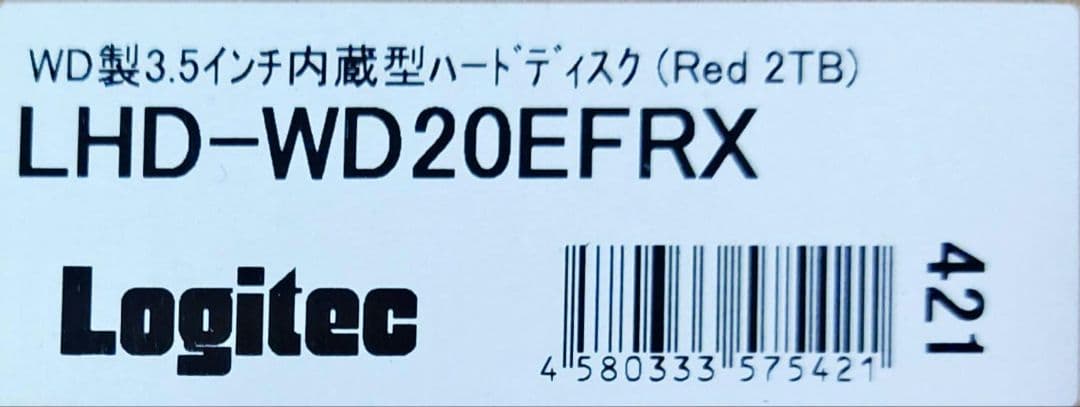 WD製3.5インチ内蔵型ハードディスク(Red 2TB)
LHD-WD20EFRX
Logitec
4 580333 575421
421